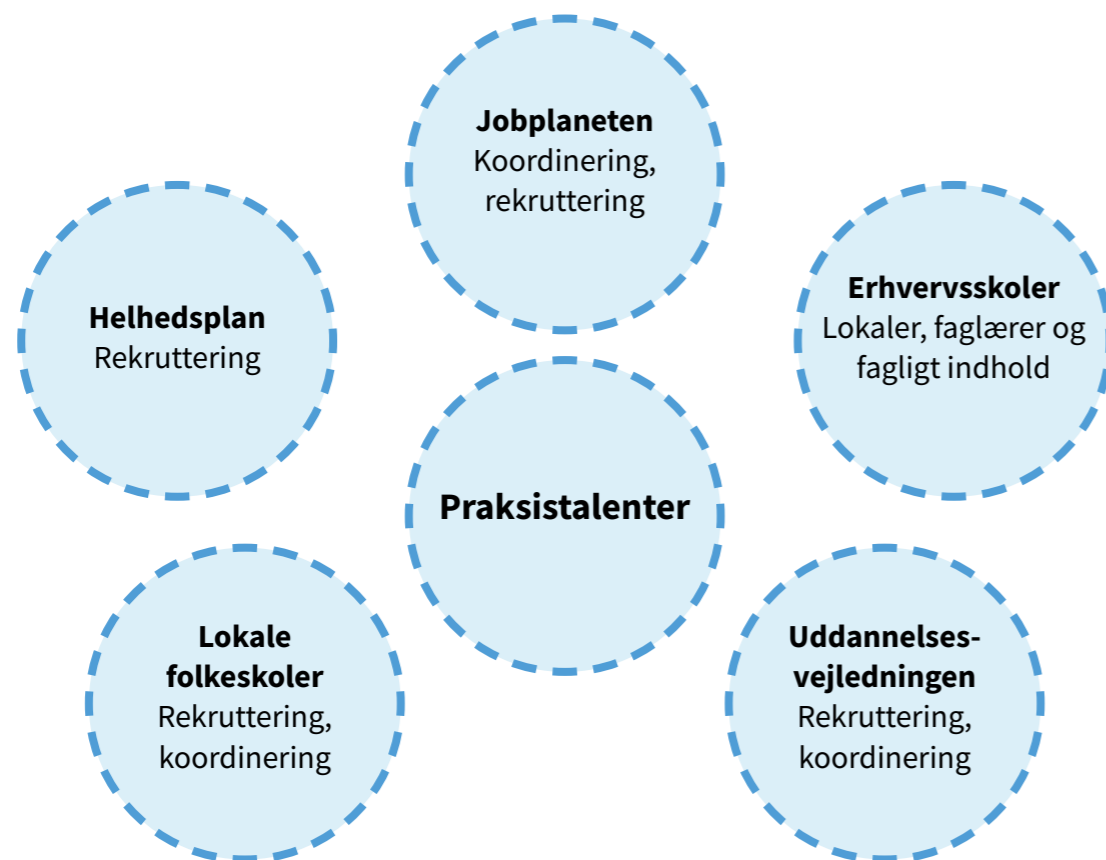 Jobplaneten
Koordinering,
rekruttering
Helhedsplan
Rekruttering
Erhvervsskoler
Lokaler, faglærer og
fagligt indhold
Praksistalenter
Lokale
folkeskoler
Rekruttering,
koordinering
Uddannelses-
vejledningen
Rekruttering,
koordinering